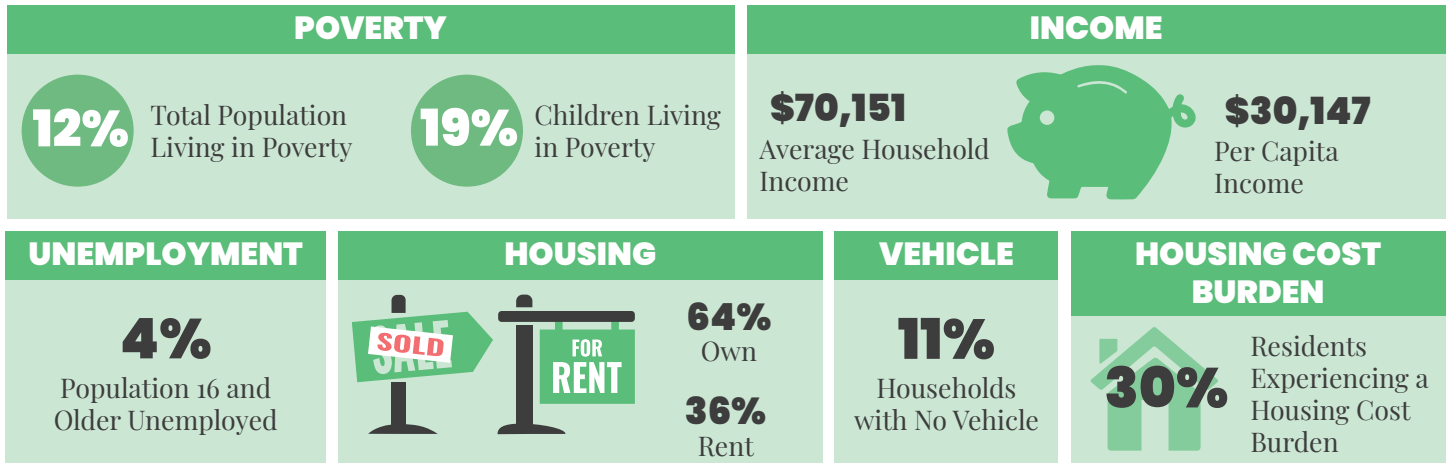 POVERTY
12%
Total Population
Living in Poverty
19%
Children Living
in Poverty
INCOME
$70,151
Average Household
Income
$30,147
Per Capita
Income
UNEMPLOYMENT
4%
Population 16 and
Older Unemployed
HOUSING
SALE
SOLD
FOR
RENT
64%
Own
36%
Rent
VEHICLE
11%
Households
with No Vehicle
HOUSING COST
BURDEN
30%
Residents
Experiencing a
Housing Cost
Burden